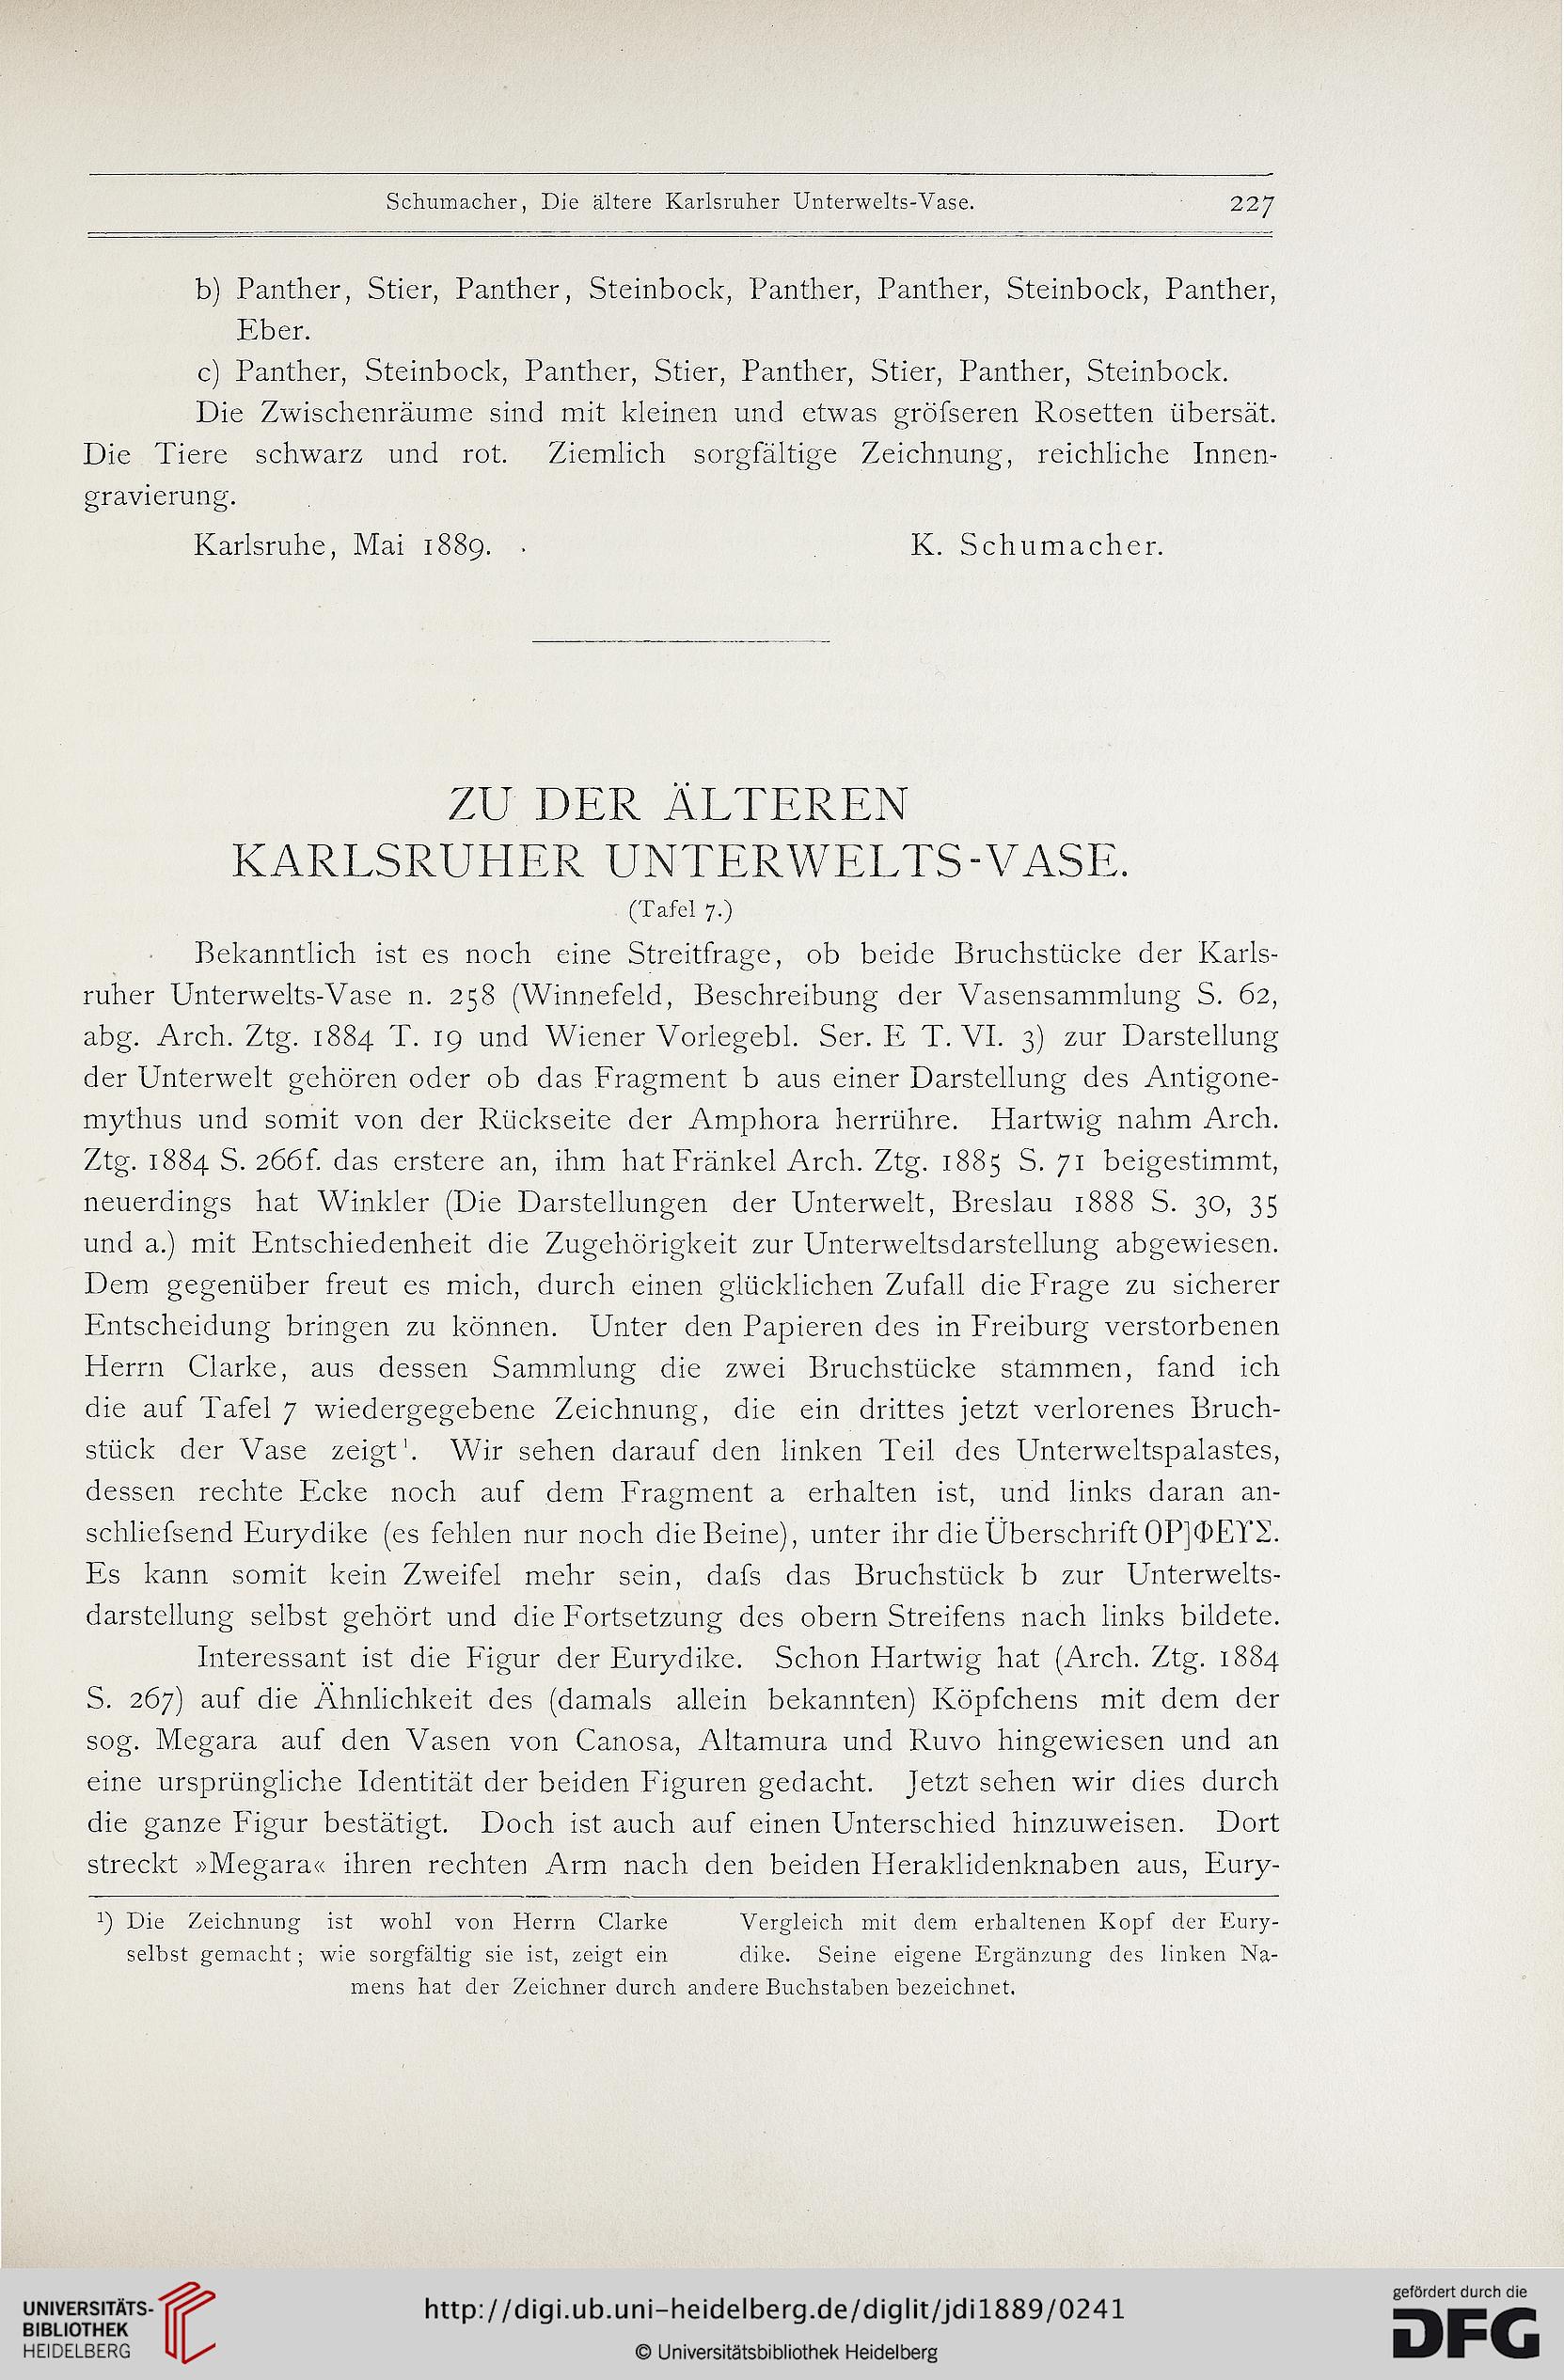 Schumacher, Die ältere Karlsruher Unterwelts-Vase. 227
b) Panther, Stier, Panther, Steinbock, Panther, Panther, Steinbock, Panther,
Eber.
c) Panther, Steinbock, Panther, Stier, Panther, Stier, Panther, Steinbock.
Die Zwischenräume sind mit kleinen und etwas gröſseren Rosetten übersät.
Die Tiere schwarz und rot. Ziemlich sorgfältige Zeichnung, reichliche Innen-
gravierung.
Karlsruhe, Mai 1889. K. Schumacher.
ZU DER ÄLTEREN
KARLSRUHER UNTERWELTS-VASE.
(Tafel 7.)
Bekanntlich ist es noch eine Streitfrage, ob beide Bruchstücke der Karls-
ruher Unterwelts-Vase n. 258 (Winnefeld, Beschreibung der Vasensammlung S. 62,
abg. Arch. Ztg. 1884 T. 19 und Wiener Vorlegebl. Ser. E T. VI. 3) zur Darstellung
der Unterwelt gehören oder ob das Fragment b aus einer Darstellung des Antigone-
mythus und somit von der Rückseite der Amphora herrühre. Hartwig nahm Arch.
Ztg. 1884 S. 266f. das erstere an, ihm hat Fränkel Arch. Ztg. 1885 S. 71 beigestimmt,
neuerdings hat Winkler (Die Darstellungen der Unterwelt, Breslau 1888 S. 30, 35
und a.) mit Entschiedenheit die Zugehörigkeit zur Unterweltsdarstellung abgewiesen.
Dem gegenüber freut es mich, durch einen glücklichen Zufall die Frage zu sicherer
Entscheidung bringen zu können. Unter den Papieren des in Freiburg verstorbenen
Herrn Clarke, aus dessen Sammlung die zwei Bruchstücke stammen, fand ich
die auf Tafel 7 wiedergegebene Zeichnung, die ein drittes jetzt verlorenes Bruch-
stück der Vase zeigt¹. Wir sehen darauf den linken Teil des Unterweltspalastes,
dessen rechte Ecke noch auf dem Fragment a erhalten ist, und links daran an-
schlieſsend Eurydike (es fehlen nur noch die Beine), unter ihr die Überschrift ΟΡ]ΦΕΥΣ.
Es kann somit kein Zweifel mehr sein, daſs das Bruchstück b zur Unterwelts-
darstellung selbst gehört und die Fortsetzung des obern Streifens nach links bildete.
Interessant ist die Figur der Eurydike. Schon Hartwig hat (Arch. Ztg. 1884
S. 267) auf die Ähnlichkeit des (damals allein bekannten) Köpfchens mit dem der
sog. Megara auf den Vasen von Canosa, Altamura und Ruvo hingewiesen und an
eine ursprüngliche Identität der beiden Figuren gedacht. Jetzt sehen wir dies durch
die ganze Figur bestätigt. Doch ist auch auf einen Unterschied hinzuweisen. Dort
streckt »Megara« ihren rechten Arm nach den beiden Heraklidenknaben aus, Eury-
¹) Die Zeichnung ist wohl von Herrn Clarke
selbst gemacht; wie sorgfältig sie ist, zeigt ein
Vergleich mit dem erhaltenen Kopf der Eury-
dike. Seine eigene Ergänzung des linken Na-
mens hat der Zeichner durch andere Buchstaben bezeichnet.
UNIVERSITÄTS-
BIBLIOTHEK
HEIDELBERG
http://digi.ub.uni-heidelberg.de/diglit/jdi1889/0241
© Universitätsbibliothek Heidelberg
gefördert durch die
DFG